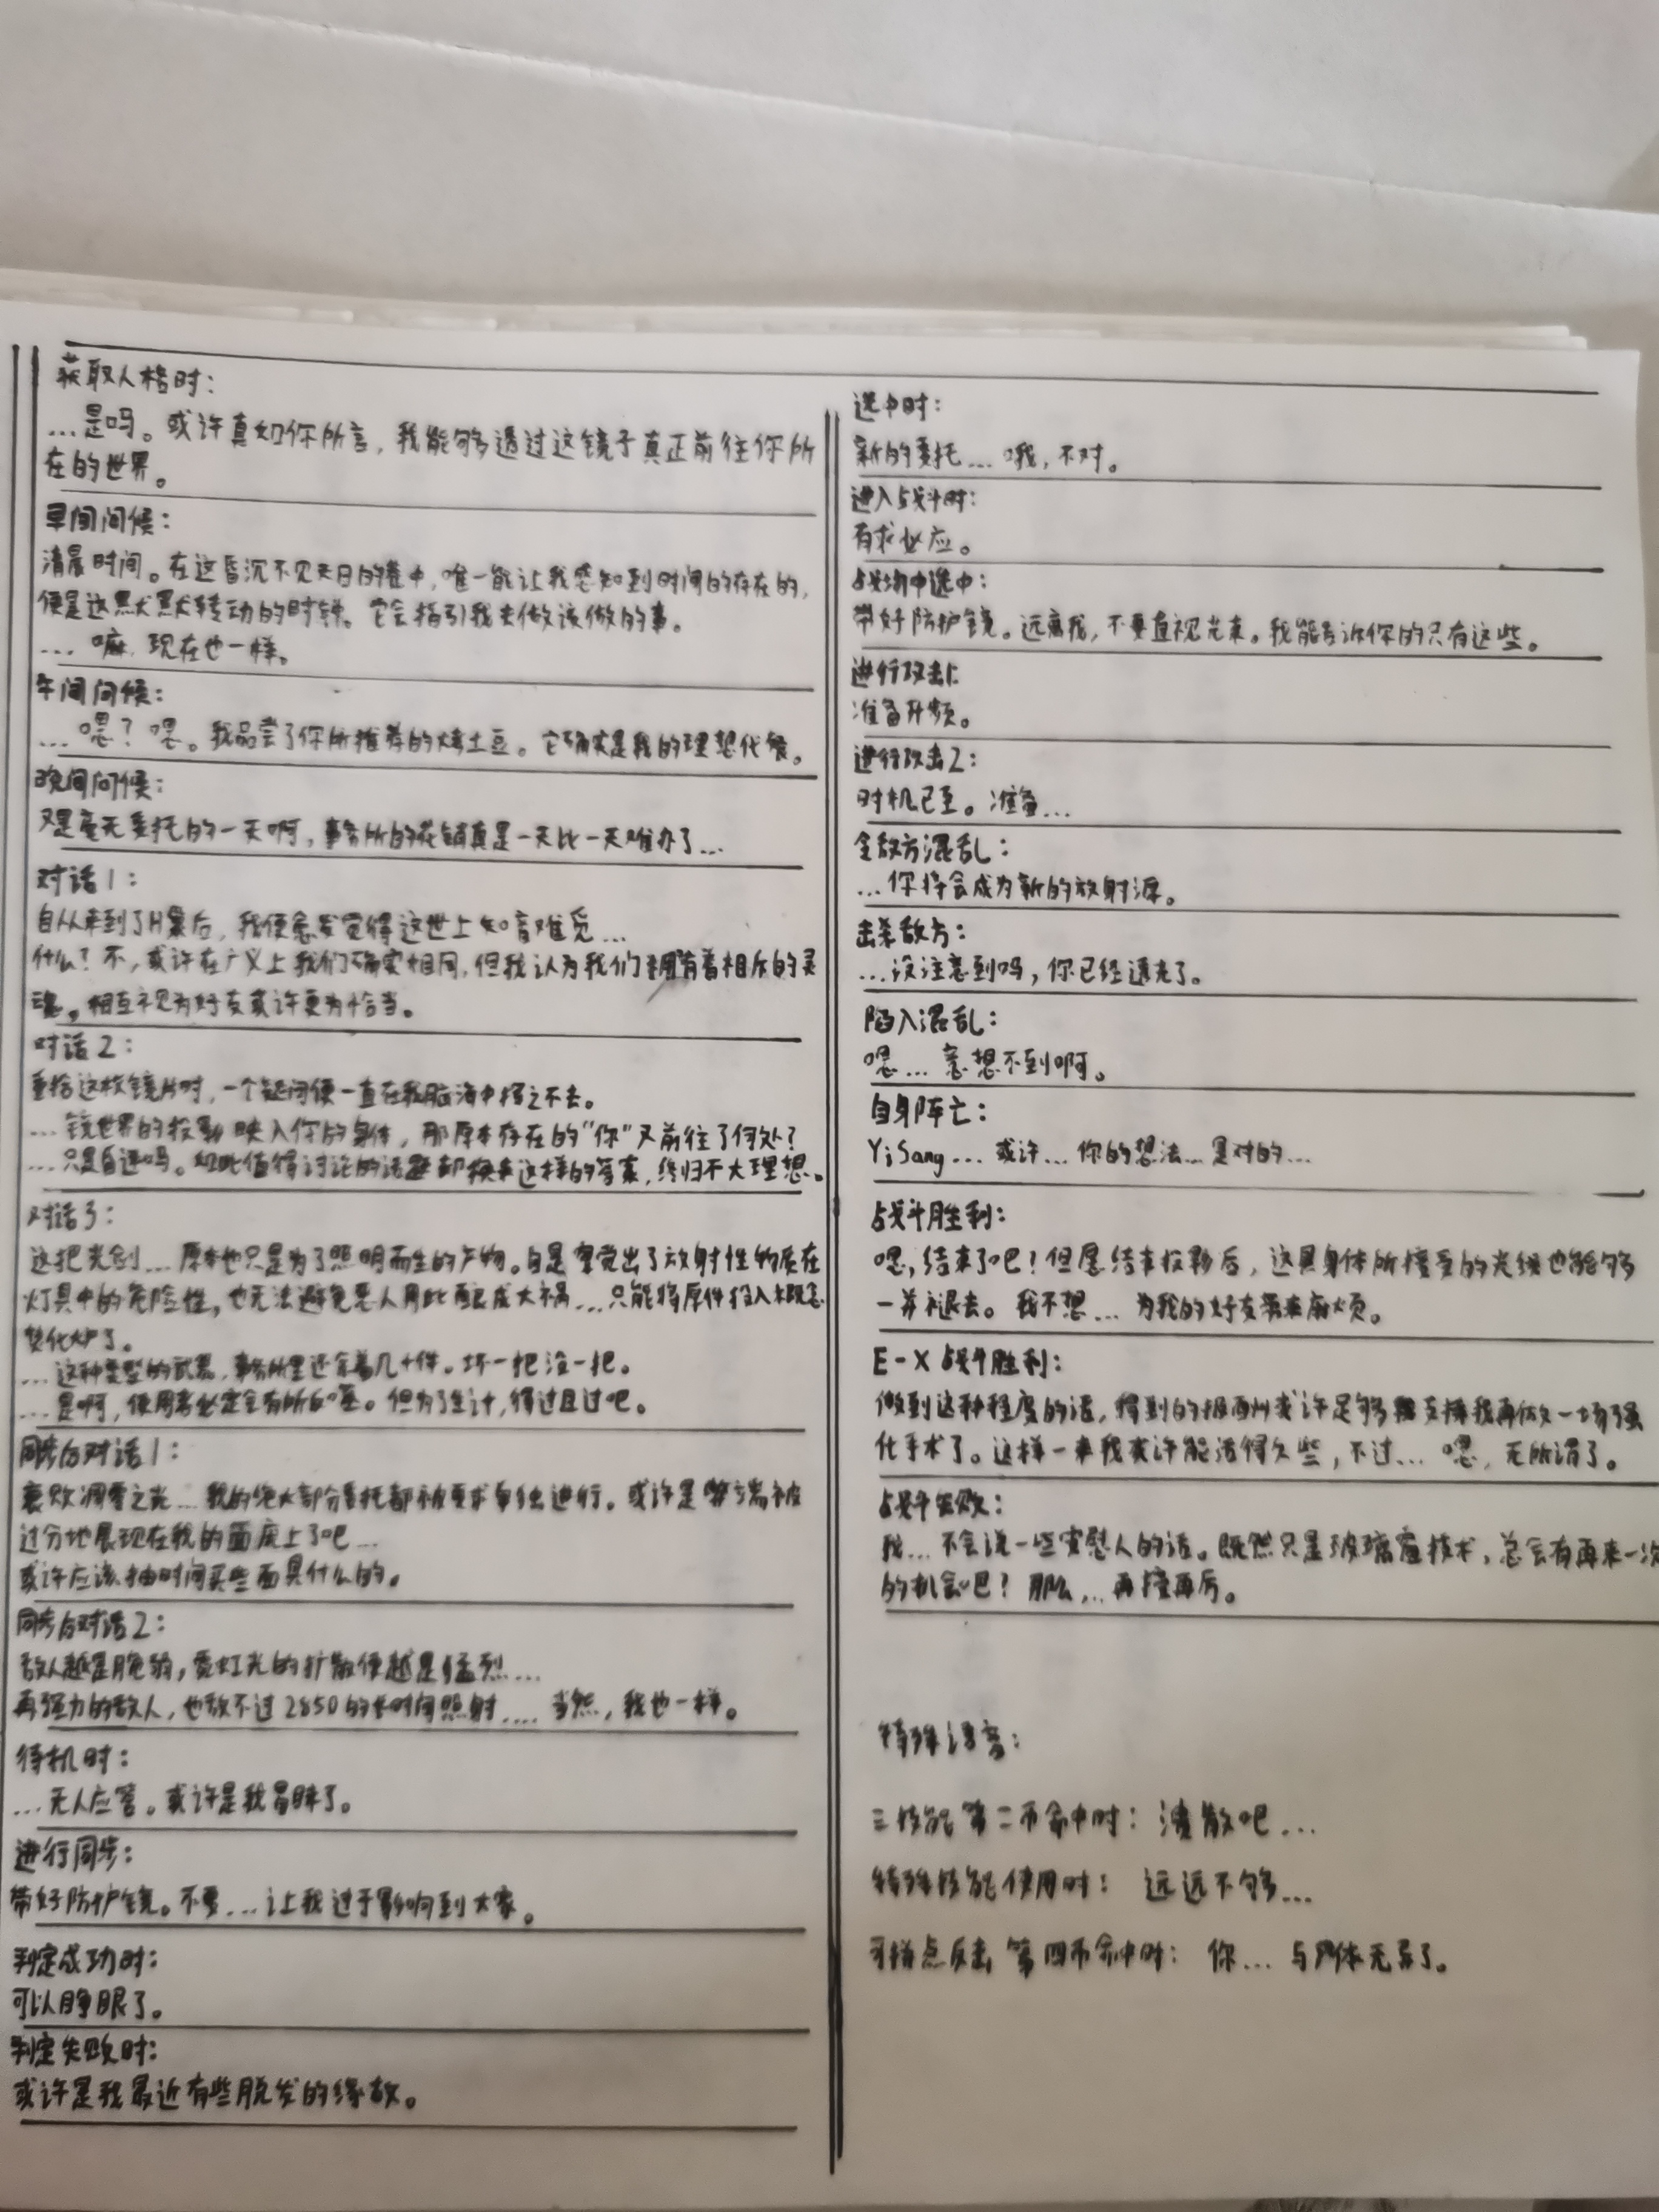 获取人格时：
…是吗。或许真如你所言，我能够透过这镜子真正前往你所
在的世界。
早间问候：
清晨时间。在这昏沉不见天日的巷中，唯一能让我感知到时间的存在的，
便是这默默转动的时钟。它会指引我去做该做的事。
…嘛，现在也一样。
午间问候：
…嗯？嗯。我品尝了你所推荐的烤土豆。它确实是我的理想代餐。
晚间问候：
又是毫无委托的一天啊，事务所的花销真是一天比一天难办了…
对话1：
自从来到了H巢后，我便愈发觉得这世上知音难觅…
什么？不，或许在广义上我们确实相同，但我认为我们拥有着相斥的灵
魂。相互视为好友或许更为恰当。
对话2：
重拾这枚镜片时，一个疑问便一直在我脑海中挥之不去。
…镜世界的投影映入你的身体，那原本存在的“你”又前往了何处？
…只是昏迷吗。如此值得讨论的话题却换来这样的答案，终归不大理想。
对话3：
这把光剑…原本也只是为了照明而生的产物。自是察觉出了放射性物质在
灯具中的危险性，也无法避免恶人用此酿成大祸…只能将原件投入概念
焚化炉了。
…这种类型的武器，事务所里还余着几十件。坏一把没一把。
…是啊，使用者必定会有所反噬。但为了生计，得过且过吧。
同步后对话1：
衰败凋零之光…我的绝大部分委托都被要求单独进行。或许是弊端被
过分地展现在我的面庞上了吧…
或许应该抽时间买些面具什么的。
同步后对话2：
敌人越是脆弱，霓虹光的扩散便越是猛烈…
再强力的敌人，也敌不过2850的长时间照射…. 当然，我也一样。
待机时：
…无人应答。或许是我冒昧了。
进行同步：
带好防护镜。不要…让我过于影响到大家。
判定成功时：
可以睁眼了。
判定失败时：
或许是我最近有些脱发的缘故。
选中时：
新的委托…哦，不对。
进入战斗时：
有求必应。
战场中选中：
带好防护镜。远离我，不要直视光束。我能告诉你的只有这些。
进行攻击1：
准备升频。
进行攻击2：
时机已至。准备…
全敌方混乱：
…你将会成为新的放射源。
击杀敌方：
…没注意到吗，你已经透光了。
陷入混乱：
嗯…意想不到啊。
自身阵亡：
YiSang…或许…你的想法…是对的…
战斗胜利：
嗯，结束了吧？但愿结束投影后，这具身体所接受的光线也能够
一并褪去。我不想…为我的好友带来麻烦。
E-X战斗胜利：
做到这种程度的话，得到的报酬或许足够支撑我再做一场强
化手术了。这样一来我或许能活得久些，不过…嗯，无所谓了。
战斗失败：
我…不会说一些安慰人的话。既然只是玻璃窗技术，总会有再来一次
的机会吧？那么…再接再厉。
特殊语音：
三技能第二币命中时：溃散吧…
特殊技能使用时：远远不够…
可拼点反击第四币命中时：你…与尸体无异了。